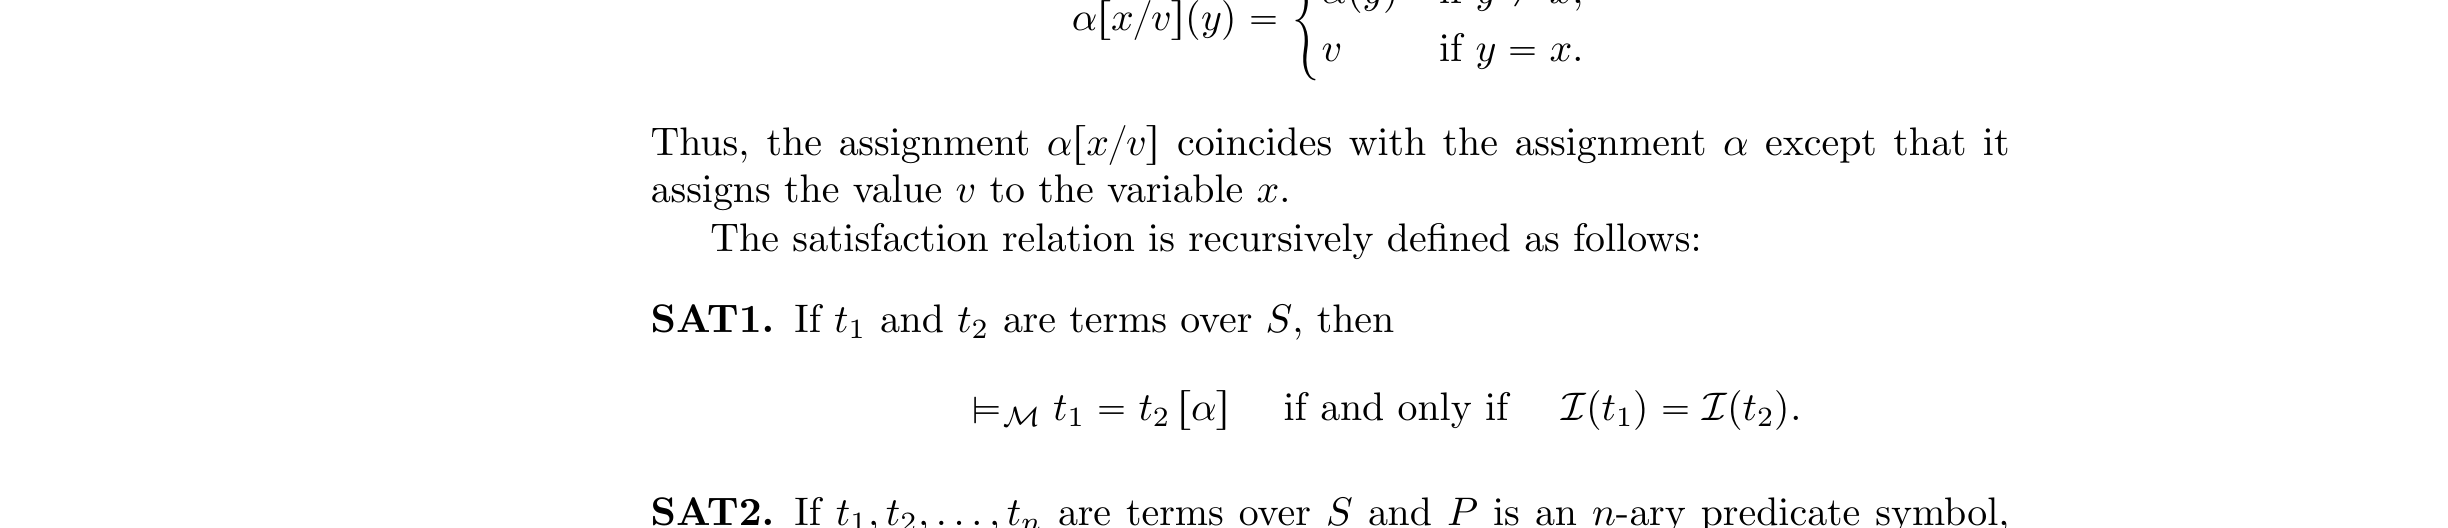 α[x/v](y) = {
v if y = x.
Thus, the assignment α[x/v] coincides with the assignment α except that it
assigns the value v to the variable x.
The satisfaction relation is recursively defined as follows:
SAT1. If t₁ and t₂ are terms over S, then
⊨_ℳ t₁ = t₂ [α] if and only if ℐ(t₁) = ℐ(t₂).
SAT2. If t₁, t₂, . . . , tₙ are terms over S and P is an n-ary predicate symbol,